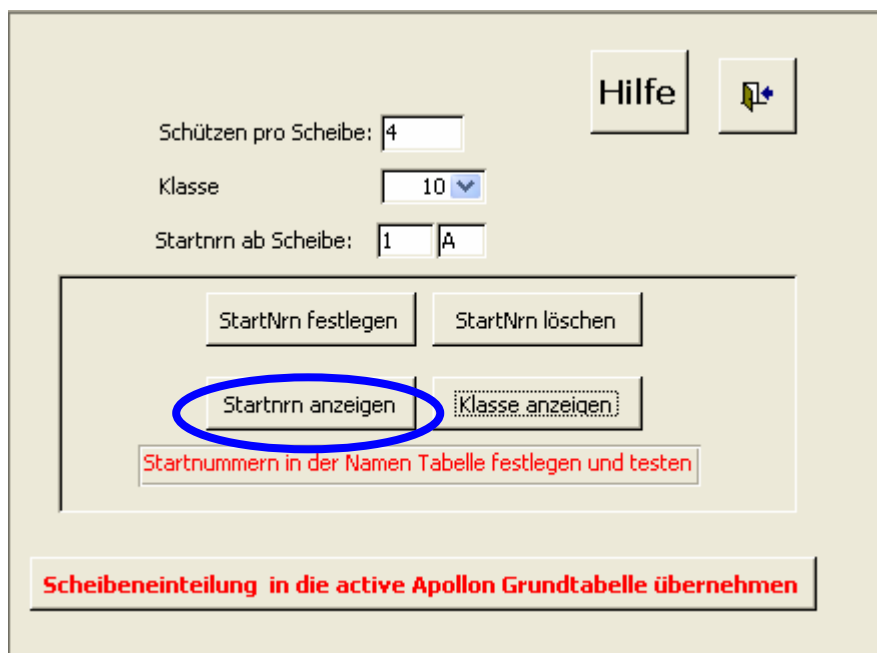 Hilfe
Schützen pro Scheibe: 4
Klasse 10
Startnrn ab Scheibe: 1 A
StartNrn festlegen StartNrn löschen
Startnrn anzeigen Klasse anzeigen
Startnummern in der Namen Tabelle festlegen und testen
Scheibeneinteilung in die active Apollon Grundtabelle übernehmen